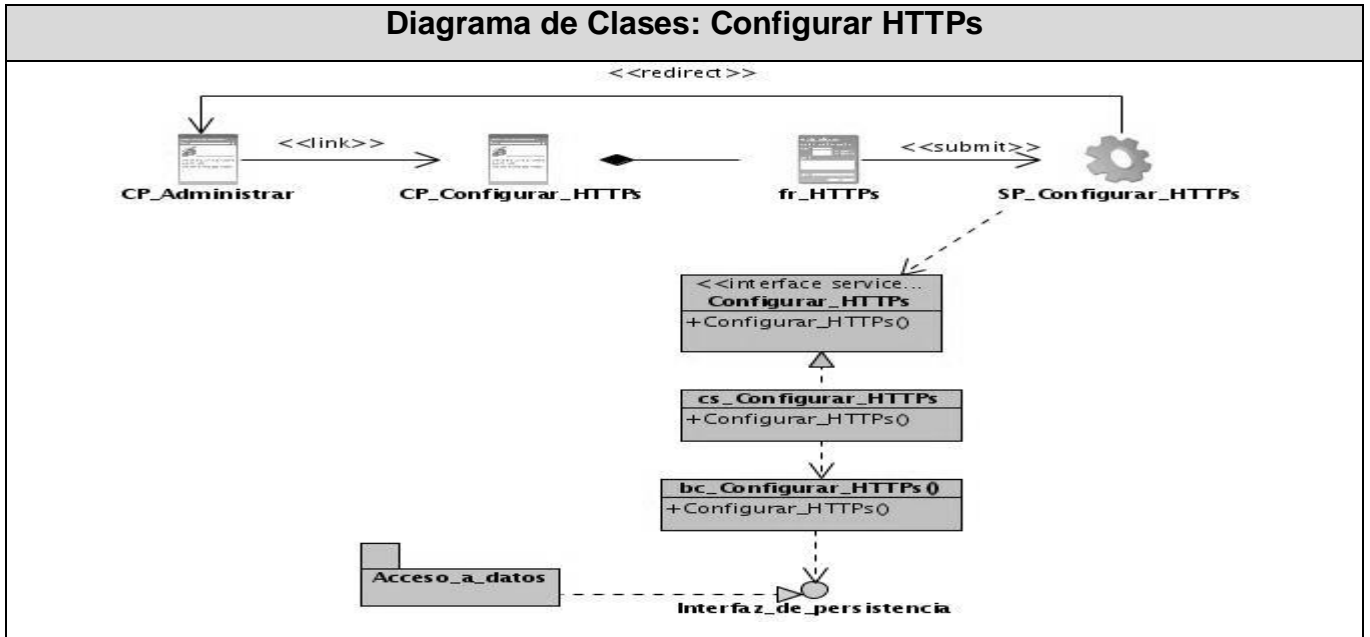 Diagrama de Clases: Configurar HTTPs
<<redirect>>
<<link>>
<<submit>>
CP_Administrar
CP_Configurar_HTTPs
fr_HTTPs
SP_Configurar_HTTPs
<<interface service...
Configurar_HTTPs
+Configurar_HTTPs()
cs_Configurar_HTTPs
+Configurar_HTTPs()
bc_Configurar_HTTPs()
+Configurar_HTTPs()
Acceso_a_datos
Interfaz_de_persistencia